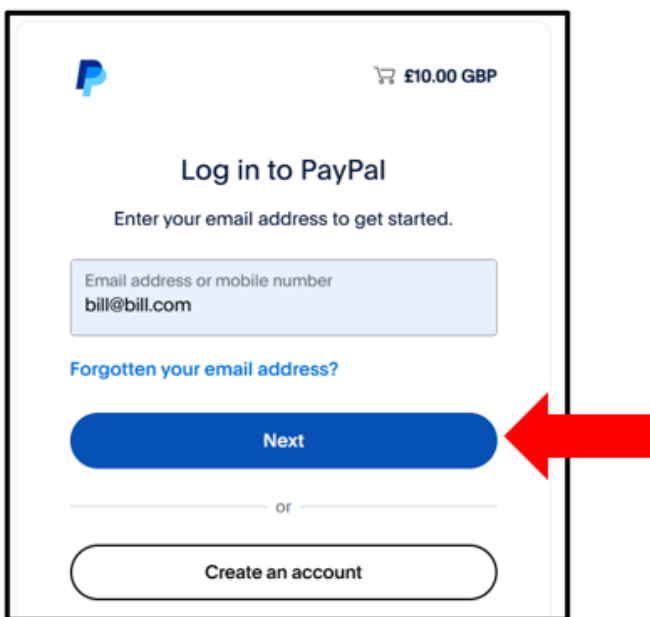 £10.00 GBP
Log in to PayPal
Enter your email address to get started.
Email address or mobile number
bill@bill.com
Forgotten your email address?
Next
or
Create an account